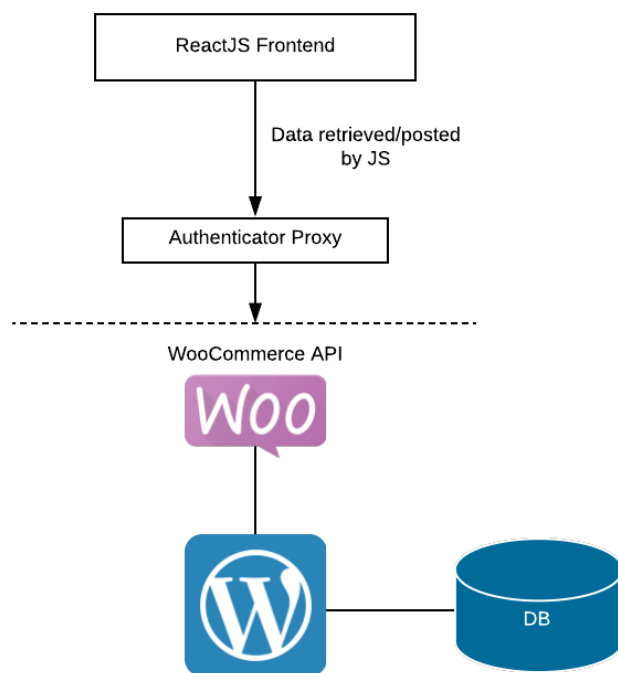 ReactJS Frontend
Data retrieved/posted
by JS
Authenticator Proxy
WooCommerce API
Woo
W
DB